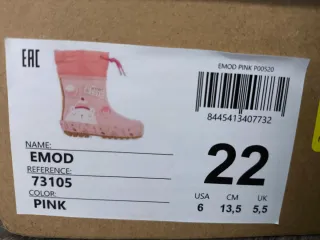 EAC
EMOD PINK P00520
8445413407732
NAME:
EMOD
REFERENCE:
73105
COLOR:
PINK
22
USA CM UK
6 13,5 5,5